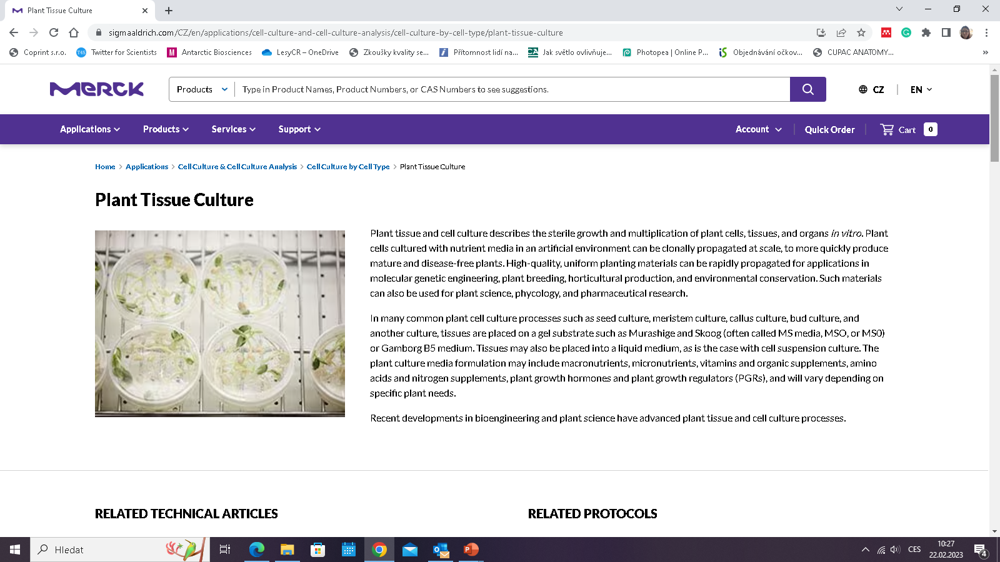 Plant Tissue Culture
sigmaaldrich.com/CZ/en/applications/cell-culture-and-cell-culture-analysis/cell-culture-by-cell-type/plant-tissue-culture
Coprint s.r.o.
T4S
Twitter for Scientists
M
Antarctic Biosciences
LesyCR – OneDrive
Zkoušky kvality se...
i
Přítomnost lidí na...
Jak světlo ovlivňuje...
Photopea | Online P...
Objednávání očkov...
CUPAC ANATOMY...
»
MERCK
Products
Type in Product Names, Product Numbers, or CAS Numbers to see suggestions.
CZ
EN
Applications
Products
Services
Support
Account
Quick Order
Cart
0
Home > Applications > Cell Culture & Cell Culture Analysis > Cell Culture by Cell Type > Plant Tissue Culture
Plant Tissue Culture
Plant tissue and cell culture describes the sterile growth and multiplication of plant cells, tissues, and organs in vitro. Plant
cells cultured with nutrient media in an artificial environment can be clonally propagated at scale, to more quickly produce
mature and disease-free plants. High-quality, uniform planting materials can be rapidly propagated for applications in
molecular genetic engineering, plant breeding, horticultural production, and environmental conservation. Such materials
can also be used for plant science, phycology, and pharmaceutical research.
In many common plant cell culture processes such as seed culture, meristem culture, callus culture, bud culture, and
another culture, tissues are placed on a gel substrate such as Murashige and Skoog (often called MS media, MSO, or MS0)
or Gamborg B5 medium. Tissues may also be placed into a liquid medium, as is the case with cell suspension culture. The
plant culture media formulation may include macronutrients, micronutrients, vitamins and organic supplements, amino
acids and nitrogen supplements, plant growth hormones and plant growth regulators (PGRs), and will vary depending on
specific plant needs.
Recent developments in bioengineering and plant science have advanced plant tissue and cell culture processes.
RELATED TECHNICAL ARTICLES
RELATED PROTOCOLS
Hledat
CES
10:27
22.02.2023
4